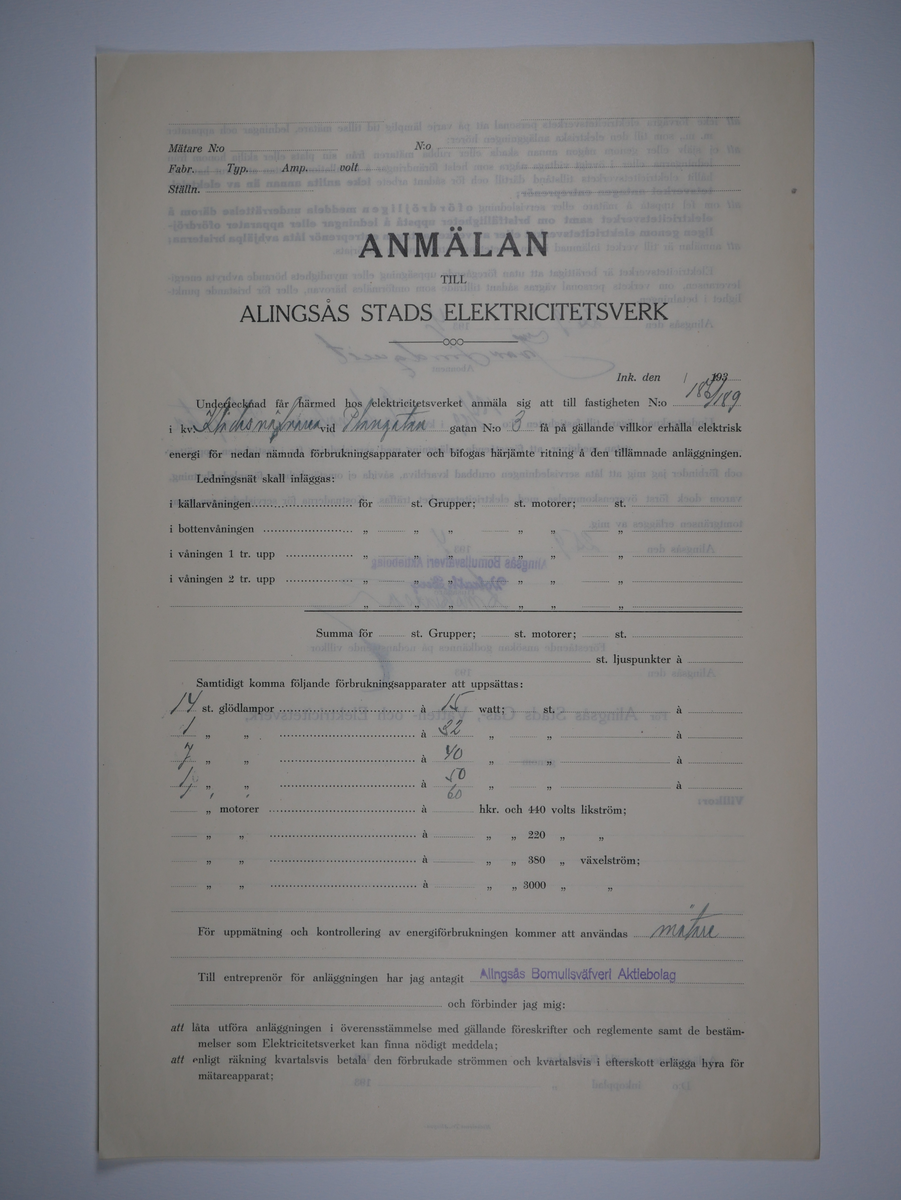 Mätare N:o N:o
Fabr. Typ. Amp. volt
Ställn.
ANMÄLAN
TILL
ALINGSÅS STADS ELEKTRICITETSVERK
Ink. den / 193
Undertecknad får härmed hos elektricitetsverket anmäla sig att till fastigheten N:o 189
i kv. vid Plangatan gatan N:o 3 få på gällande villkor erhålla elektrisk
energi för nedan nämnda förbrukningsapparater och bifogas härjämte ritning å den tillämnade anläggningen.
Ledningsnät skall inläggas:
i källarvåningen för st. Grupper; st. motorer; st.
i bottenvåningen „ „ „ „ „ „
i våningen 1 tr. upp „ „ „ „ „ „
i våningen 2 tr. upp „ „ „ „ „ „
„ „ „ „ „ „
Summa för st. Grupper; st. motorer; st.
st. ljuspunkter à
Samtidigt komma följande förbrukningsapparater att uppsättas:
14 st. glödlampor à 15 watt; st. à
1 „ „ à 32 „ „ à
7 „ „ à 40 „ „ à
1 „ „ à 50 „ „ à
60
„ motorer à hkr. och 440 volts likström;
„ „ à „ „ 220 „ „
„ „ à „ „ 380 „ växelström;
„ „ à „ „ 3000 „ „
För uppmätning och kontrollering av energiförbrukningen kommer att användas mätare
Till entreprenör för anläggningen har jag antagit Alingsås Bomullsväfveri Aktiebolag
och förbinder jag mig:
att låta utföra anläggningen i överensstämmelse med gällande föreskrifter och reglemente samt de bestäm-
melser som Elektricitetsverket kan finna nödigt meddela;
att enligt räkning kvartalsvis betala den förbrukade strömmen och kvartalsvis i efterskott erlägga hyra för
mätareapparat;